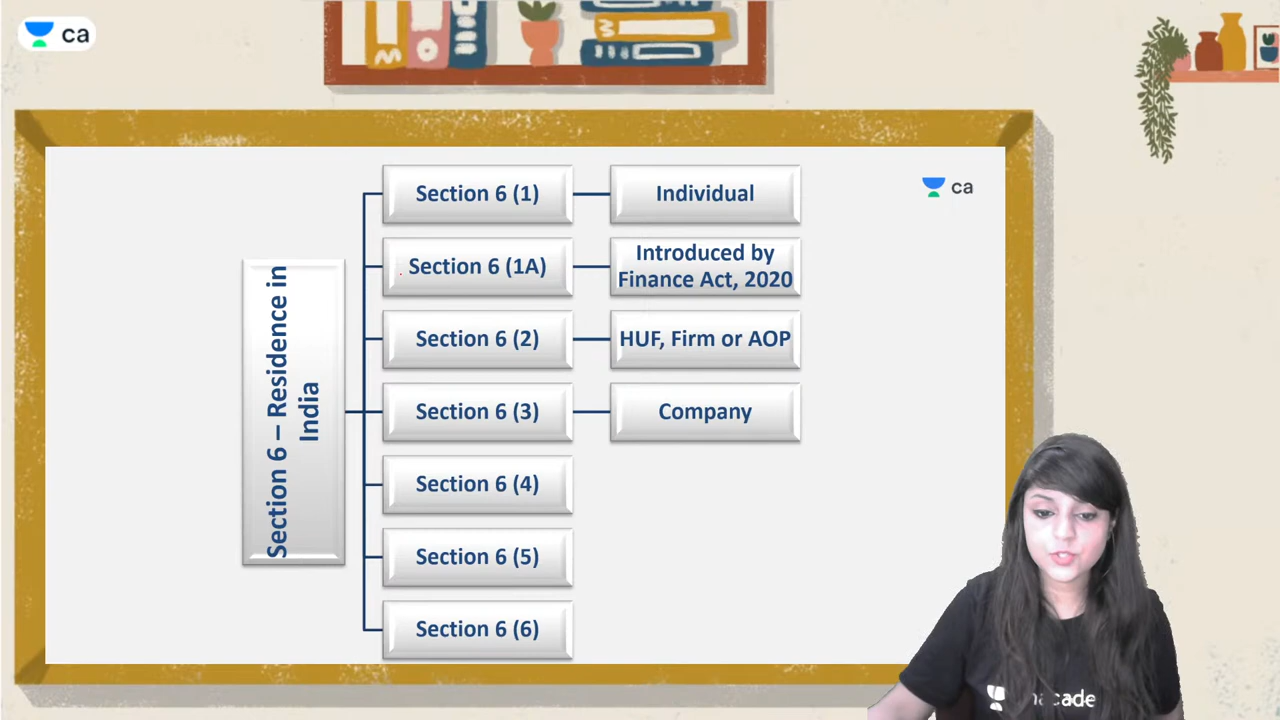 ca
ca
Section 6 – Residence in
India
Section 6 (1)
Individual
Section 6 (1A)
Introduced by
Finance Act, 2020
Section 6 (2)
HUF, Firm or AOP
Section 6 (3)
Company
Section 6 (4)
Section 6 (5)
Section 6 (6)